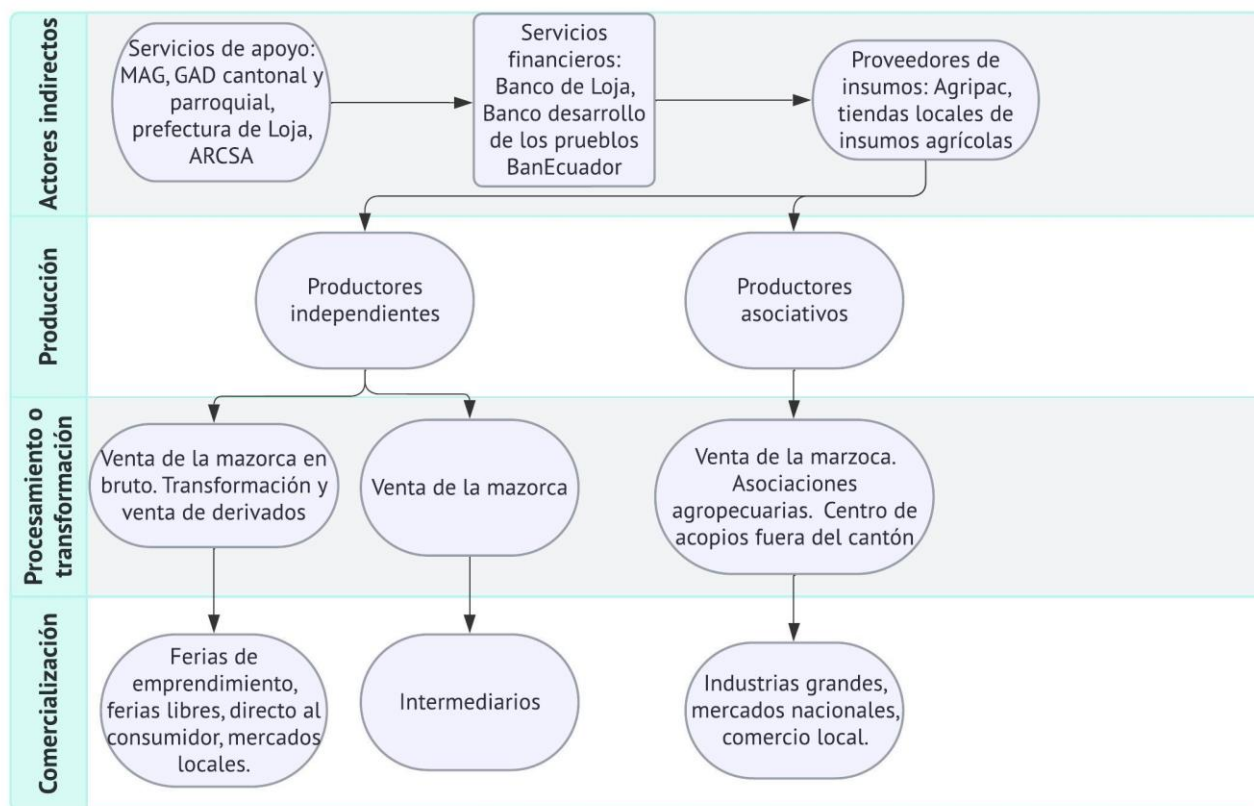 Actores indirectos
Servicios de apoyo:
MAG, GAD cantonal y
parroquial,
prefectura de Loja,
ARCSA
Servicios
financieros:
Banco de Loja,
Banco desarrollo
de los prueblos
BanEcuador
Proveedores de
insumos: Agripac,
tiendas locales de
insumos agrícolas
Producción
Productores
independientes
Productores
asociativos
Procesamiento o
transformación
Venta de la mazorca en
bruto. Transformación y
venta de derivados
Venta de la mazorca
Venta de la marzoca.
Asociaciones
agropecuarias. Centro de
acopios fuera del cantón
Comercialización
Ferias de
emprendimiento,
ferias libres, directo al
consumidor, mercados
locales.
Intermediarios
Industrias grandes,
mercados nacionales,
comercio local.